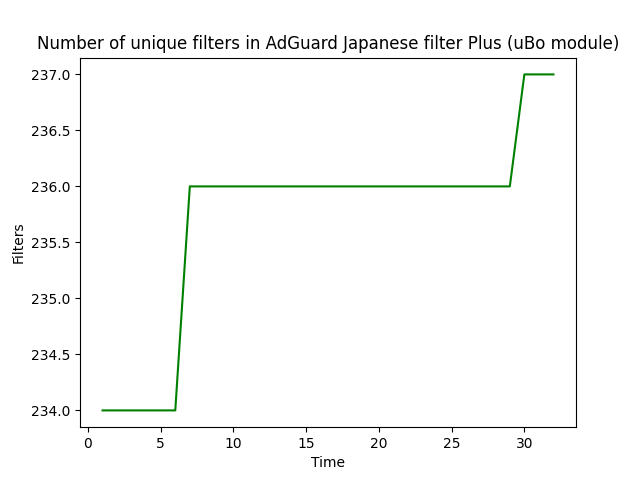 Number of unique filters in AdGuard Japanese filter Plus (uBo module)
237.0
236.5
236.0
235.5
235.0
234.5
234.0
Filters
0 5 10 15 20 25 30
Time